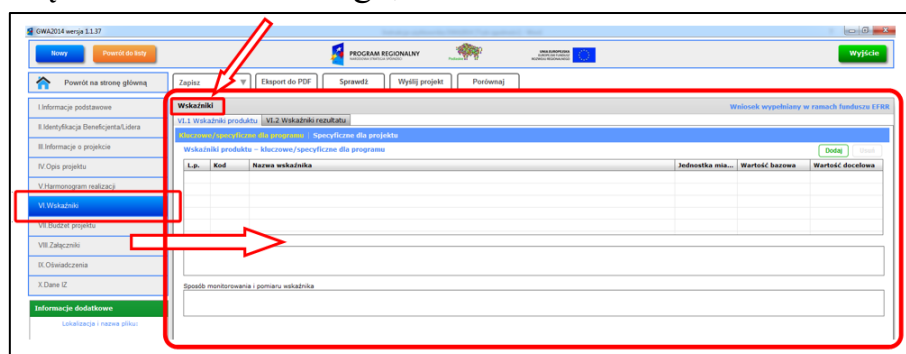 GWA2014 wersja 1.1.37
Nowy
Powrót do listy
PROGRAM REGIONALNY
Wyjście
Powrót na stronę główną
Zapisz
Eksport do PDF
Sprawdź
Wyślij projekt
Porównaj
I.Informacje podstawowe
II.Identyfikacja Beneficjenta/Lidera
III.Informacje o projekcie
IV.Opis projektu
V.Harmonogram realizacji
VI.Wskaźniki
VII.Budżet projektu
VIII.Załączniki
IX.Oświadczenia
X.Dane IZ
Informacje dodatkowe
Lokalizacja i nazwa pliku:
Wskaźniki
Wniosek wypełniany w ramach funduszu EFRR
VI.1 Wskaźniki produktu VI.2 Wskaźniki rezultatu
Kluczowe/specyficzne dla programu Specyficzne dla projektu
Wskaźniki produktu – kluczowe/specyficzne dla programu
Dodaj
Usuń
L.p. Kod Nazwa wskaźnika Jednostka mia... Wartość bazowa Wartość docelowa
Sposób monitorowania i pomiaru wskaźnika